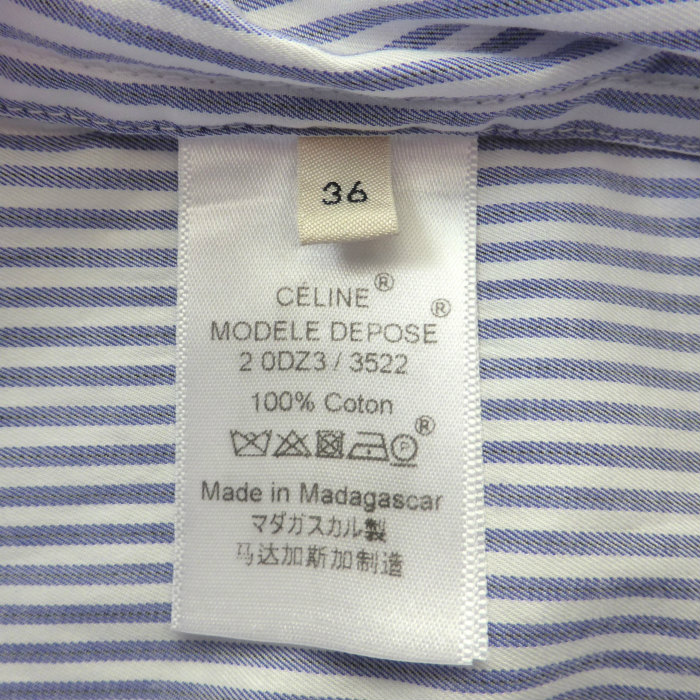 36
CÉLINE®
MODELE DEPOSE®
2 0DZ3 / 3522
100% Coton
P®
Made in Madagascar
マダガスカル製
马达加斯加制造